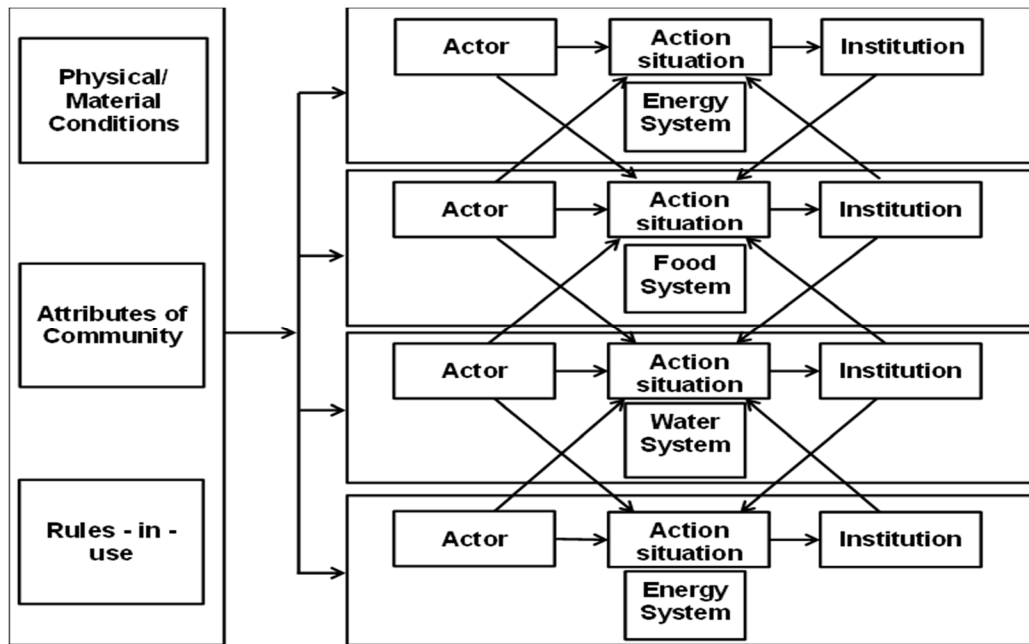 Physical/
Material
Conditions
Attributes of
Community
Rules - in -
use
Actor
Action
situation
Institution
Energy
System
Actor
Action
situation
Institution
Food
System
Actor
Action
situation
Institution
Water
System
Actor
Action
situation
Institution
Energy
System